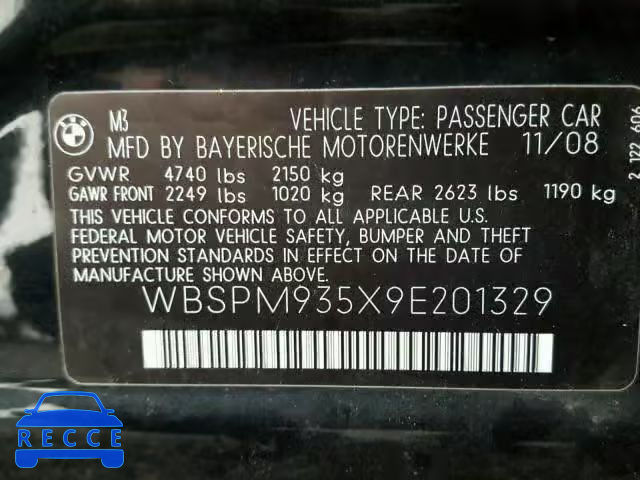 M3 VEHICLE TYPE: PASSENGER CAR
MFD BY BAYERISCHE MOTORENWERKE 11/08
GVWR 4740 lbs 2150 kg
GAWR FRONT 2249 lbs 1020 kg REAR 2623 lbs 1190 kg
THIS VEHICLE CONFORMS TO ALL APPLICABLE U.S.
FEDERAL MOTOR VEHICLE SAFETY, BUMPER AND THEFT
PREVENTION STANDARDS IN EFFECT ON THE DATE OF
MANUFACTURE SHOWN ABOVE:
WBSPM935X9E201329
2 122 606
BMW
RECCE